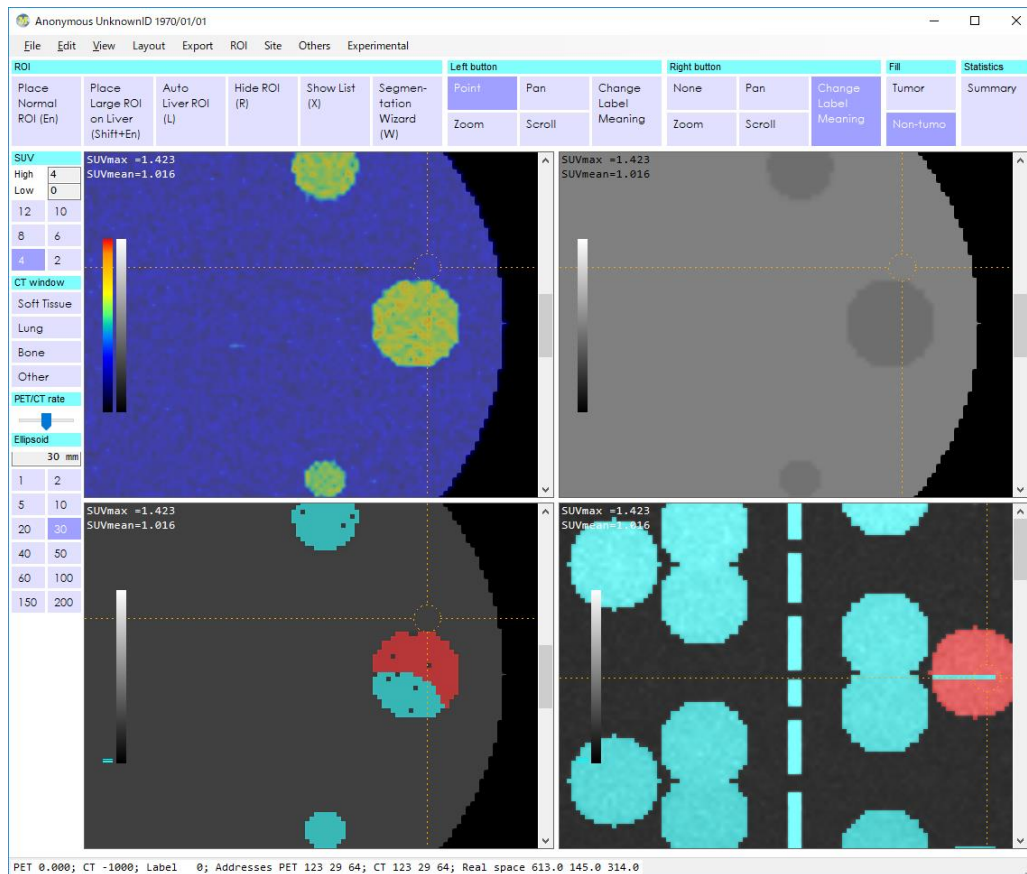 Anonymous UnknownID 1970/01/01
File Edit View Layout Export ROI Site Others Experimental
ROI Left button Right button Fill Statistics
Place Normal ROI (En)
Place Large ROI on Liver (Shift+En)
Auto Liver ROI (L)
Hide ROI (R)
Show List (X)
Segmen-tation Wizard (W)
Point Pan
Zoom Scroll
Change Label Meaning
None Pan
Zoom Scroll
Change Label Meaning
Tumor
Non-tumo
Summary
SUV
High 4
Low 0
12 10
8 6
4 2
CT window
Soft Tissue
Lung
Bone
Other
PET/CT rate
Ellipsoid
30 mm
1 2
5 10
20 30
40 50
60 100
150 200
SUVmax =1.423
SUVmean=1.016
SUVmax =1.423
SUVmean=1.016
SUVmax =1.423
SUVmean=1.016
SUVmax =1.423
SUVmean=1.016
PET 0.000; CT -1000; Label 0; Addresses PET 123 29 64; CT 123 29 64; Real space 613.0 145.0 314.0